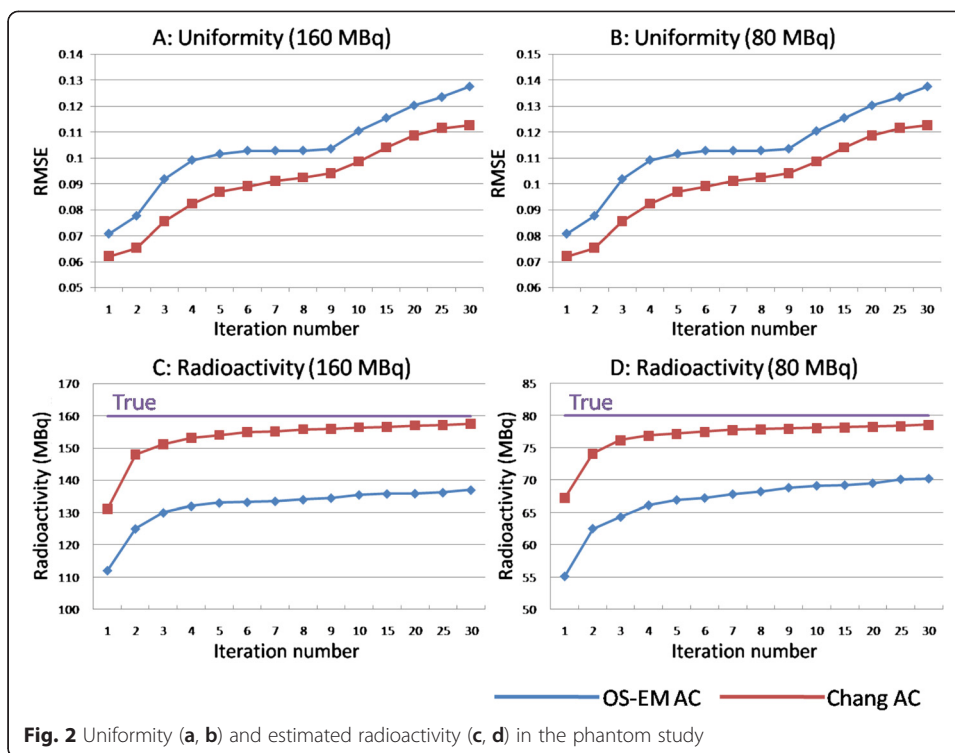 A: Uniformity (160 MBq)
0.14
0.13
0.12
0.11
0.1
0.09
0.08
0.07
0.06
0.05
RMSE
1 2 3 4 5 6 7 8 9 10 15 20 25 30
Iteration number
B: Uniformity (80 MBq)
0.15
0.14
0.13
0.12
0.11
0.1
0.09
0.08
0.07
0.06
RMSE
1 2 3 4 5 6 7 8 9 10 15 20 25 30
Iteration number
C: Radioactivity (160 MBq)
170
160
150
140
130
120
110
100
Radioactivity (MBq)
True
1 2 3 4 5 6 7 8 9 10 15 20 25 30
Iteration number
D: Radioactivity (80 MBq)
85
80
75
70
65
60
55
50
Radioactivity (MBq)
True
1 2 3 4 5 6 7 8 9 10 15 20 25 30
Iteration number
OS-EM AC
Chang AC
Fig. 2 Uniformity (a, b) and estimated radioactivity (c, d) in the phantom study